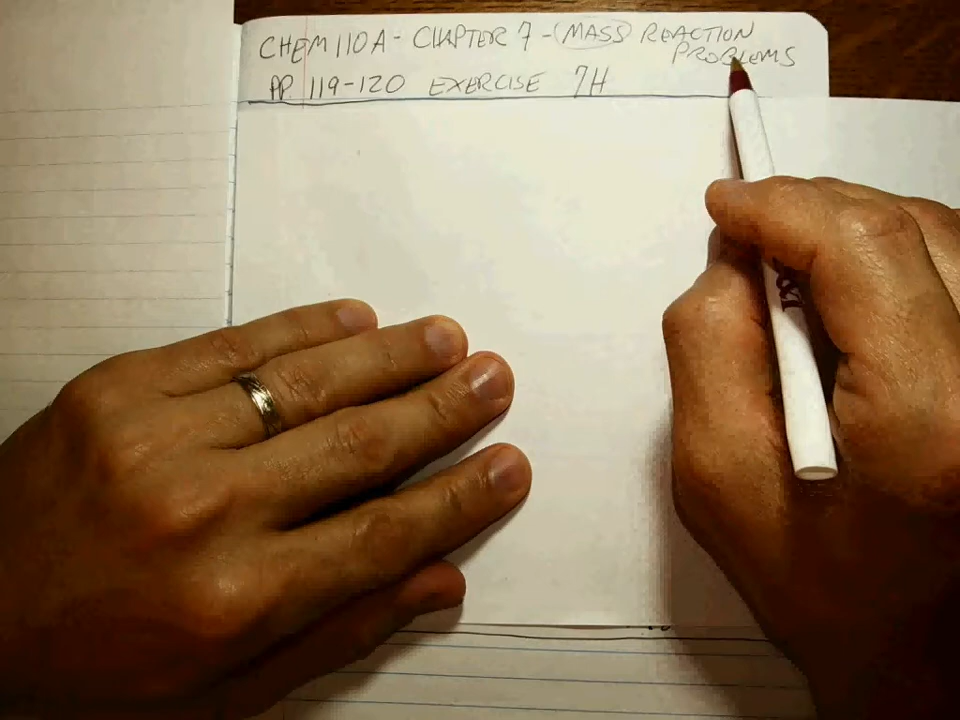 CHEM 110A - CHAPTER 7 - MASS REACTION
PROBLEMS
PP 119-120 EXERCISE 7H